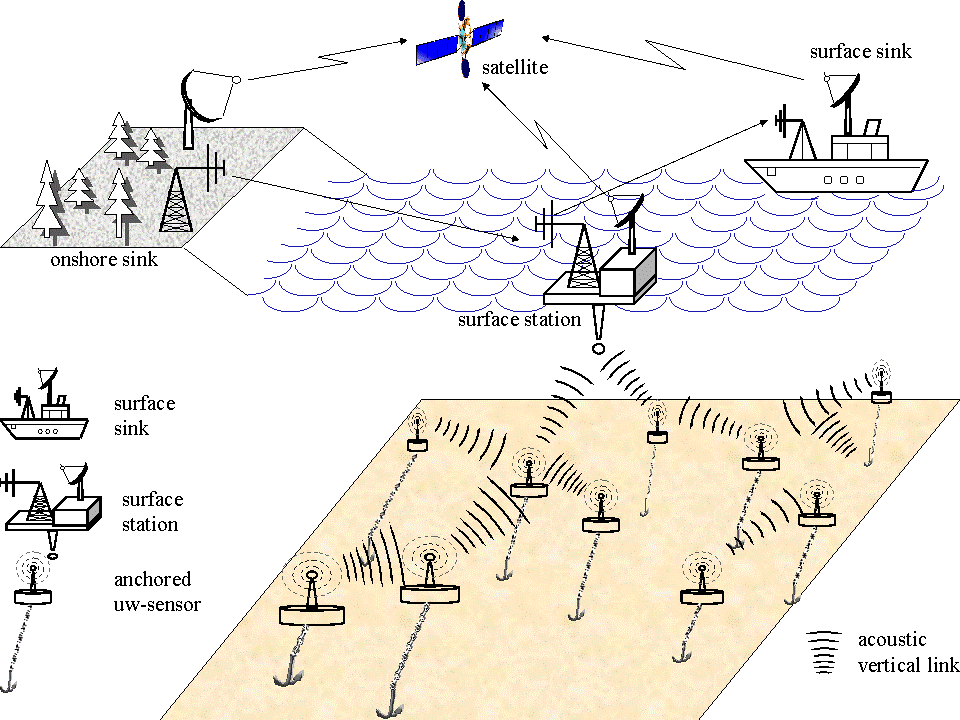 surface sink
satellite
onshore sink
surface station
surface
sink
surface
station
anchored
uw-sensor
acoustic
vertical link